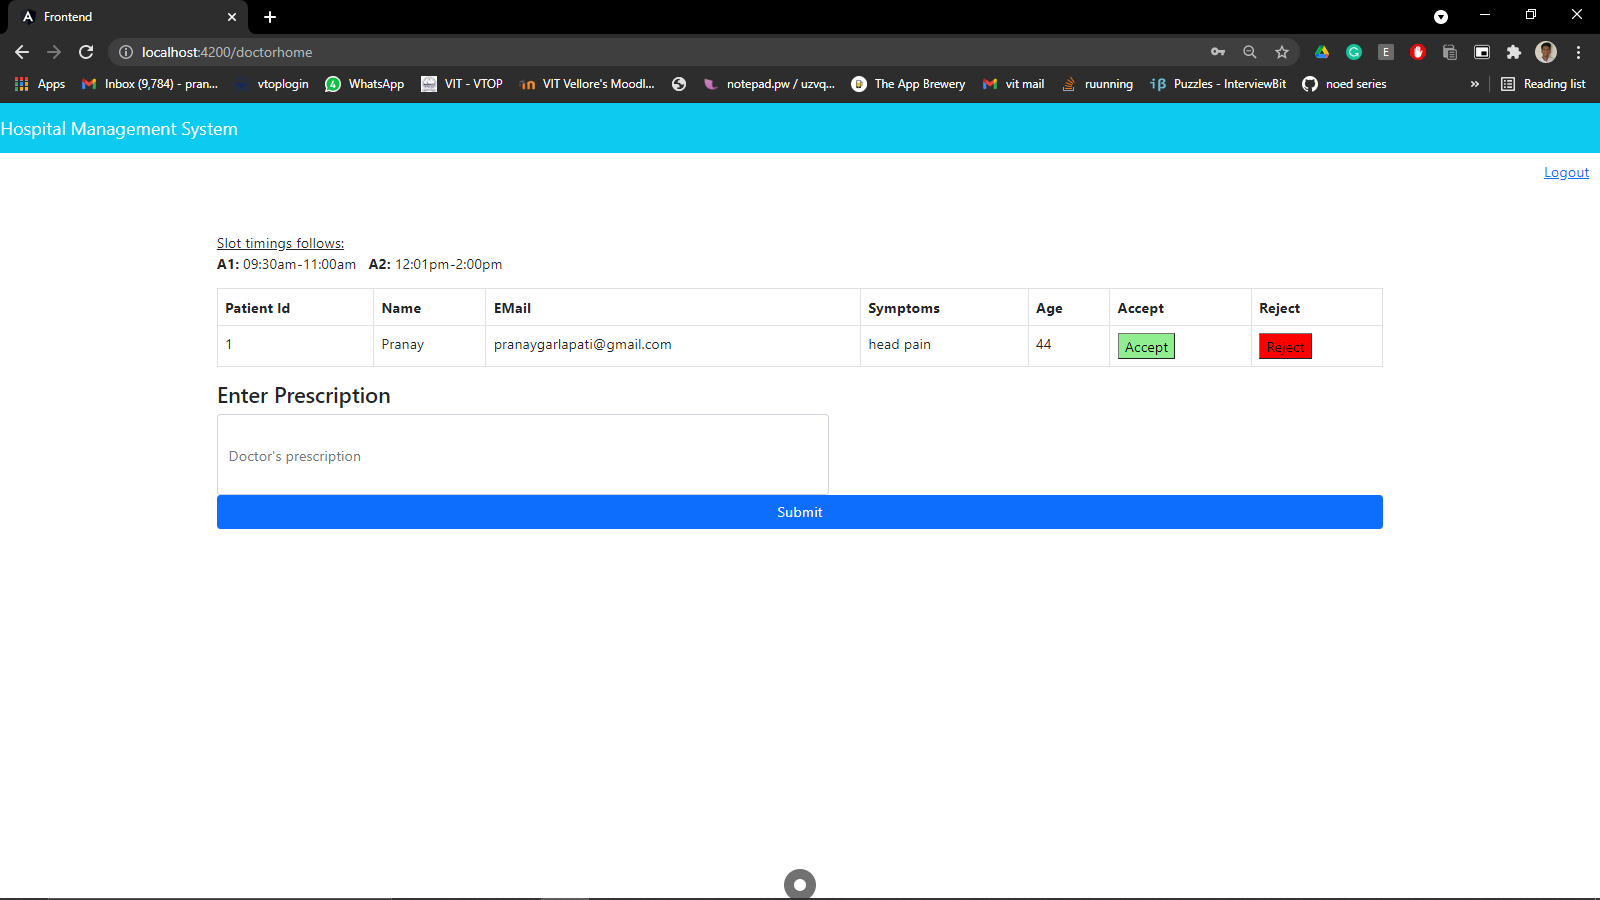 Frontend
localhost:4200/doctorhome
E
Apps Inbox (9,784) - pran... vtoplogin 4 WhatsApp VIT - VTOP VIT Vellore's Moodl... notepad.pw / uzvq... The App Brewery vit mail ruunning iβ Puzzles - InterviewBit noed series » Reading list
Hospital Management System
Logout
Slot timings follows:
A1: 09:30am-11:00am A2: 12:01pm-2:00pm
Patient Id Name EMail Symptoms Age Accept Reject
1 Pranay pranaygarlapati@gmail.com head pain 44 Accept Reject
Enter Prescription
Doctor's prescription
Submit